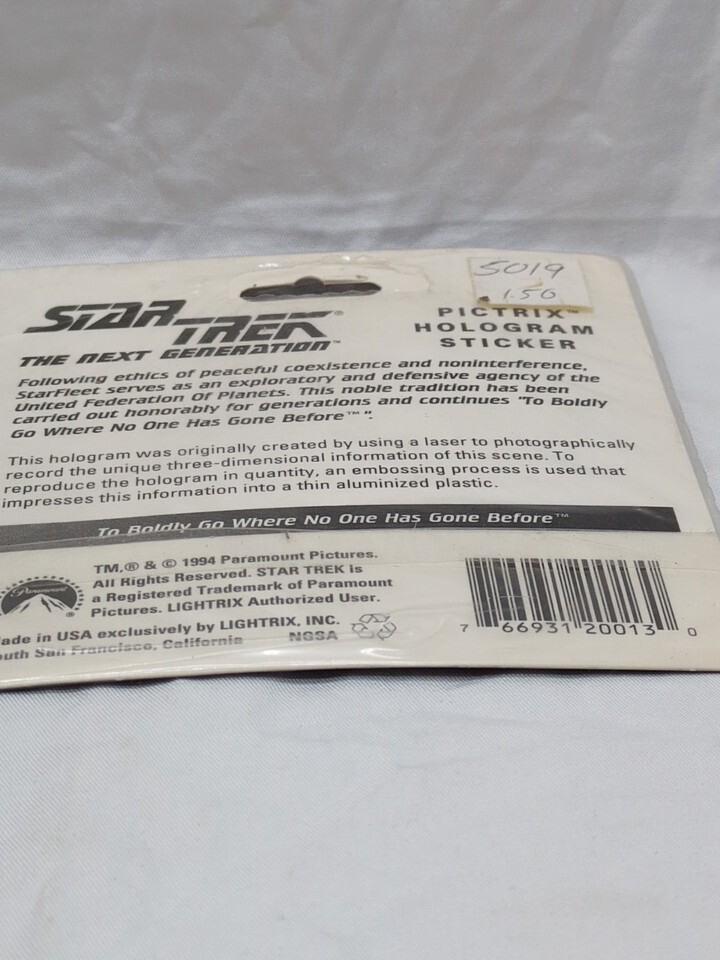 5019
1.50
STAR TREK®
THE NEXT GENERATION™
PICTRIX™
HOLOGRAM
STICKER
Following ethics of peaceful coexistence and noninterference,
StarFleet serves as an exploratory and defensive agency of the
United Federation Of Planets. This noble tradition has been
carried out honorably for generations and continues "To Boldly
Go Where No One Has Gone Before™".
This hologram was originally created by using a laser to photographically
record the unique three-dimensional information of this scene. To
reproduce the hologram in quantity, an embossing process is used that
impresses this information into a thin aluminized plastic.
To Boldly Go Where No One Has Gone Before™
Paramount
TM,® & © 1994 Paramount Pictures.
All Rights Reserved. STAR TREK is
a Registered Trademark of Paramount
Pictures. LIGHTRIX Authorized User.
ade in USA exclusively by LIGHTRIX, INC.
outh San Francisco, California NGSA
7 66931 20013 0